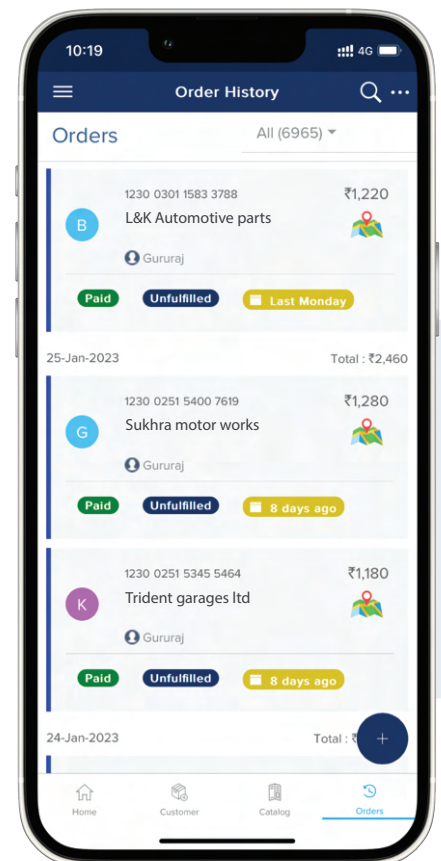 10:19
4G
Order History
Orders
All (6965)
1230 0301 1583 3788
₹1,220
B
L&K Automotive parts
Gururaj
Paid
Unfulfilled
Last Monday
25-Jan-2023
Total : ₹2,460
1230 0251 5400 7619
₹1,280
G
Sukhra motor works
Gururaj
Paid
Unfulfilled
8 days ago
1230 0251 5345 5464
₹1,180
K
Trident garages ltd
Gururaj
Paid
Unfulfilled
8 days ago
24-Jan-2023
Total : ₹
+
Home
Customer
Catalog
Orders